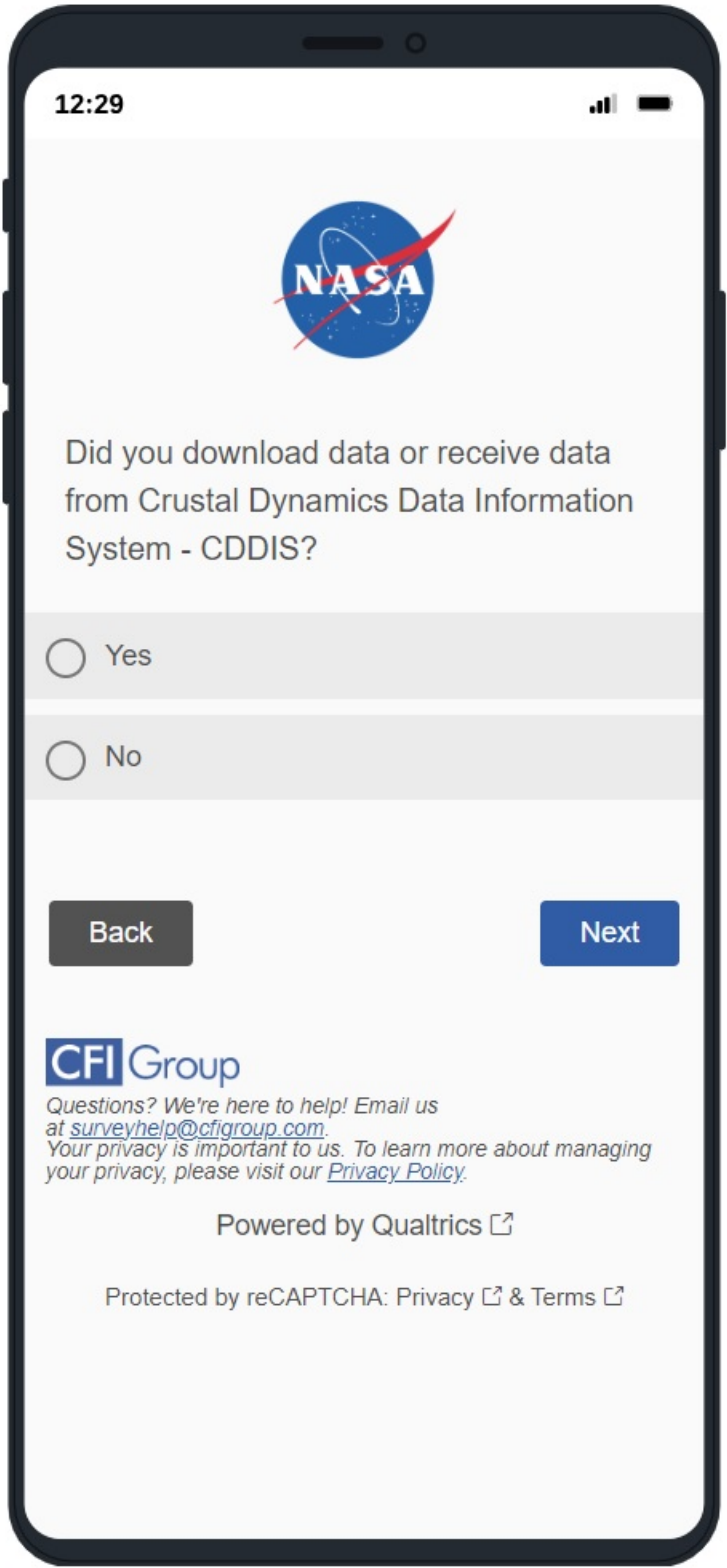 12:29
NASA
Did you download data or receive data
from Crustal Dynamics Data Information
System - CDDIS?
Yes
No
Back
Next
CFI Group
Questions? We're here to help! Email us
at surveyhelp@cfigroup.com.
Your privacy is important to us. To learn more about managing
your privacy, please visit our Privacy Policy.
Powered by Qualtrics
Protected by reCAPTCHA: Privacy & Terms